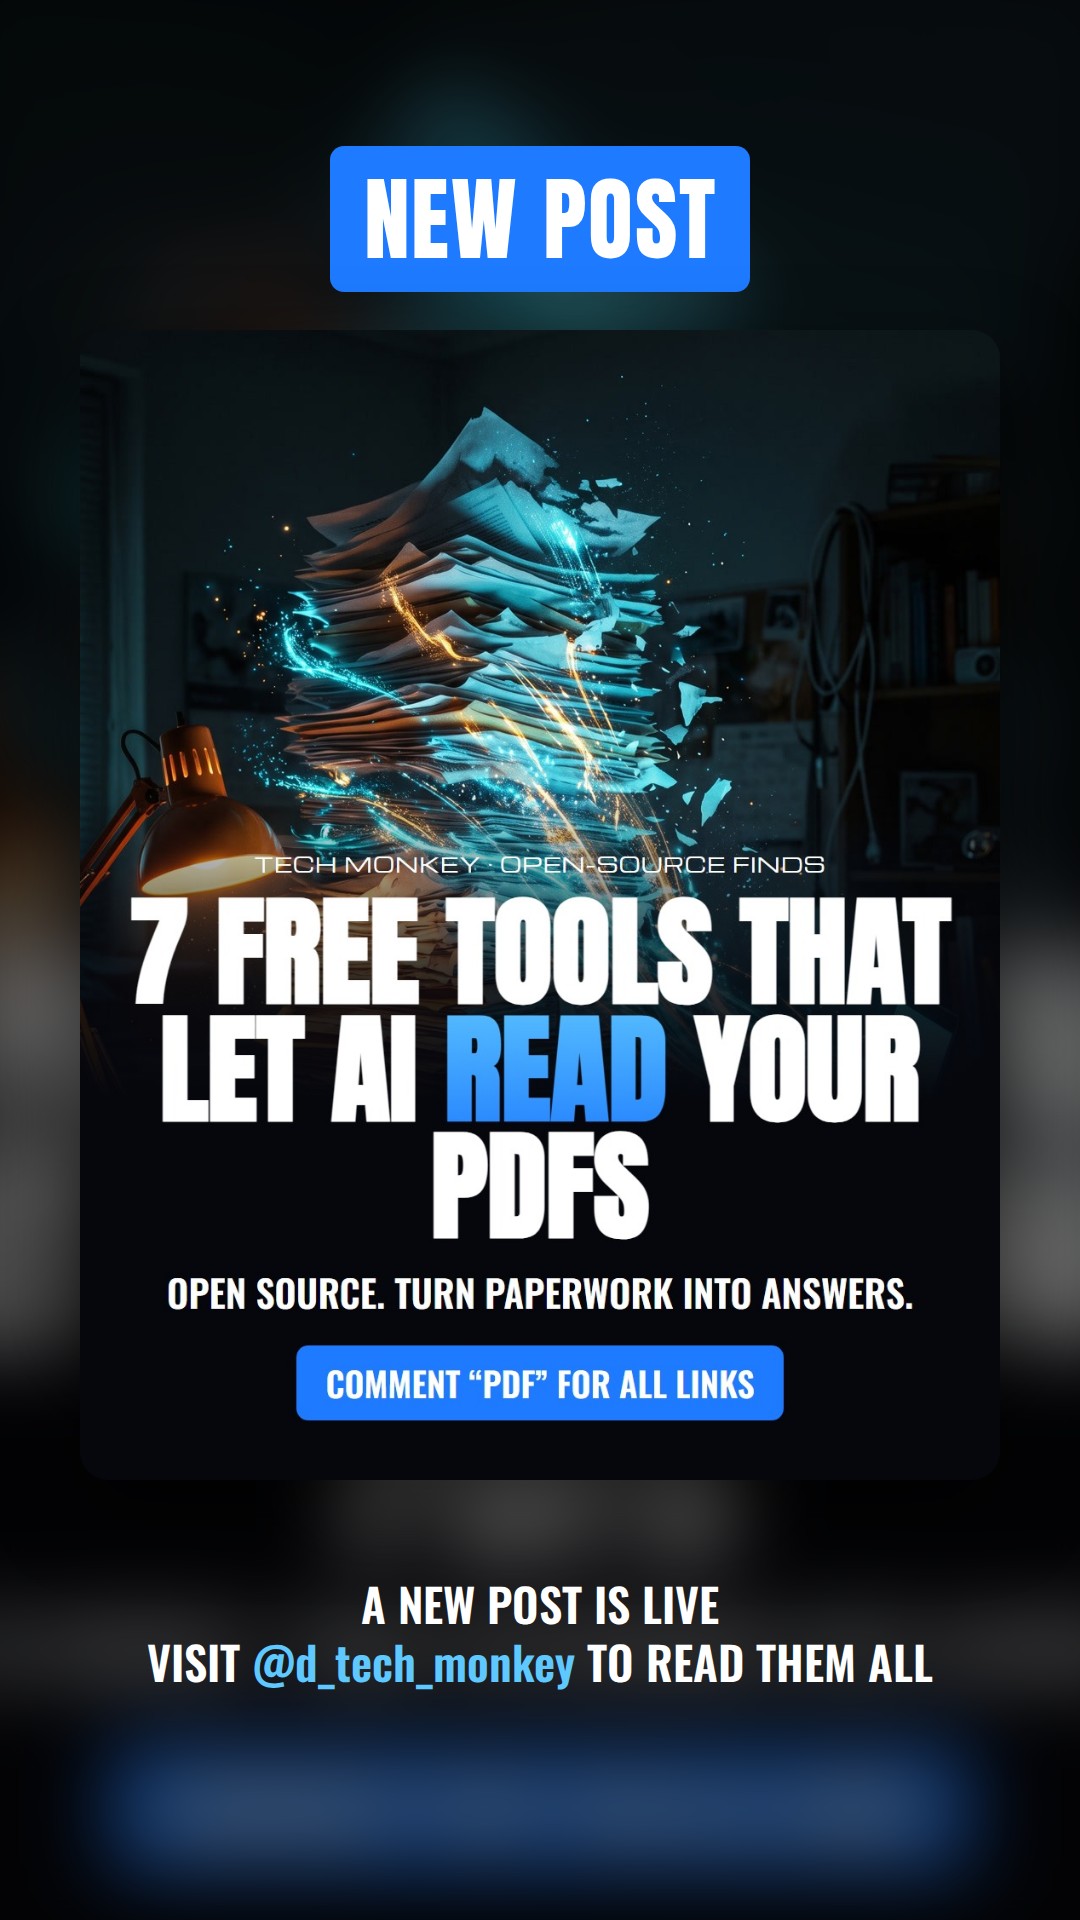 NEW POST
TECH MONKEY · OPEN-SOURCE FINDS
7 FREE TOOLS THAT
LET AI READ YOUR
PDFS
OPEN SOURCE. TURN PAPERWORK INTO ANSWERS.
COMMENT “PDF” FOR ALL LINKS
A NEW POST IS LIVE
VISIT @d_tech_monkey TO READ THEM ALL